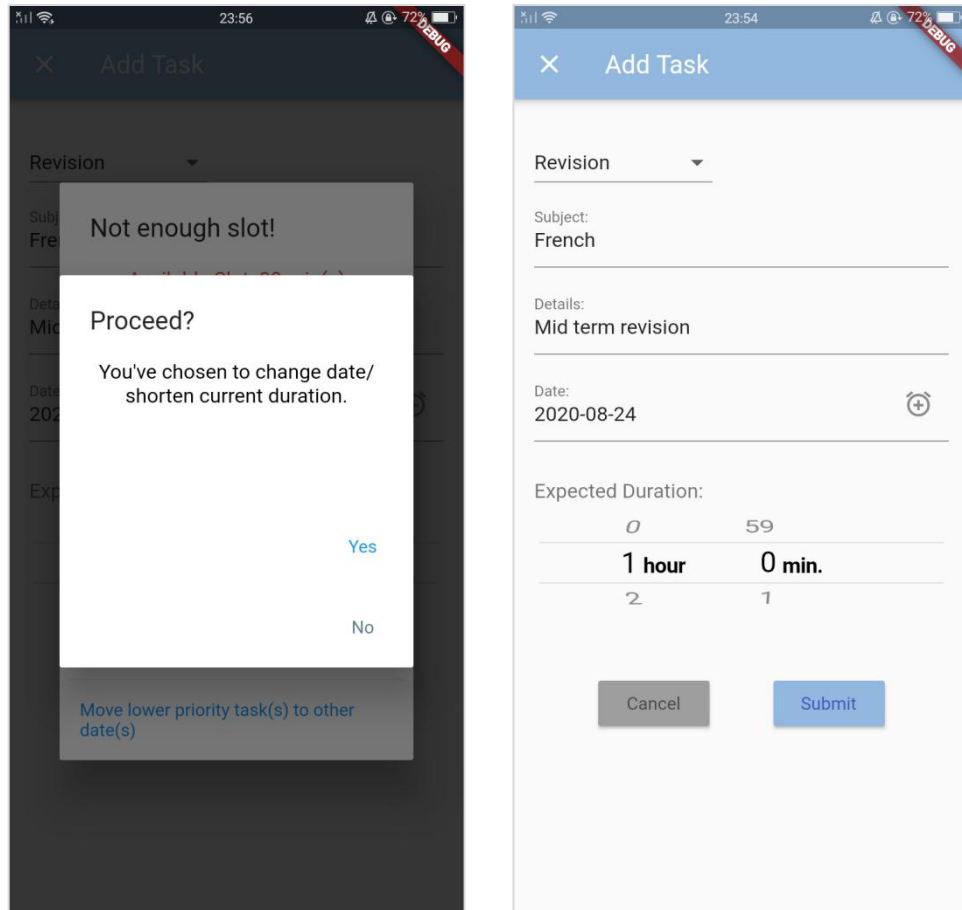 23:56
72%
DEBUG
Add Task
Revision
Not enough slot!
Proceed?
You've chosen to change date/
shorten current duration.
Yes
No
Move lower priority task(s) to other
date(s)
23:54
72%
DEBUG
Add Task
Revision
Subject:
French
Details:
Mid term revision
Date:
2020-08-24
Expected Duration:
0 59
1 hour 0 min.
2 1
Cancel Submit